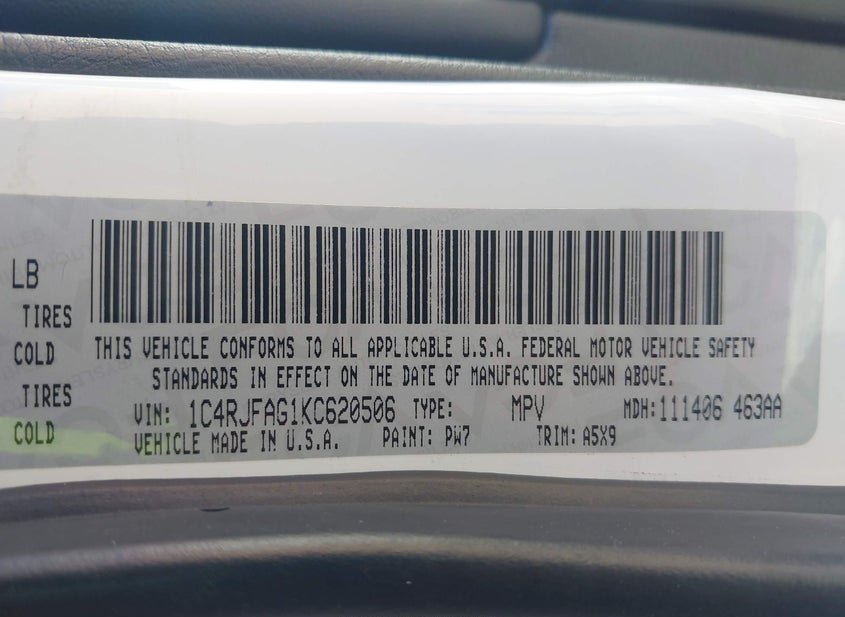 LB
TIRES
COLD
TIRES
COLD
THIS VEHICLE CONFORMS TO ALL APPLICABLE U.S.A. FEDERAL MOTOR VEHICLE SAFETY
STANDARDS IN EFFECT ON THE DATE OF MANUFACTURE SHOWN ABOVE.
VIN: 1C4RJFAG1KC620506 TYPE: MPV MDH:111406 463AA
VEHICLE MADE IN U.S.A. PAINT: PW7 TRIM: A5X9